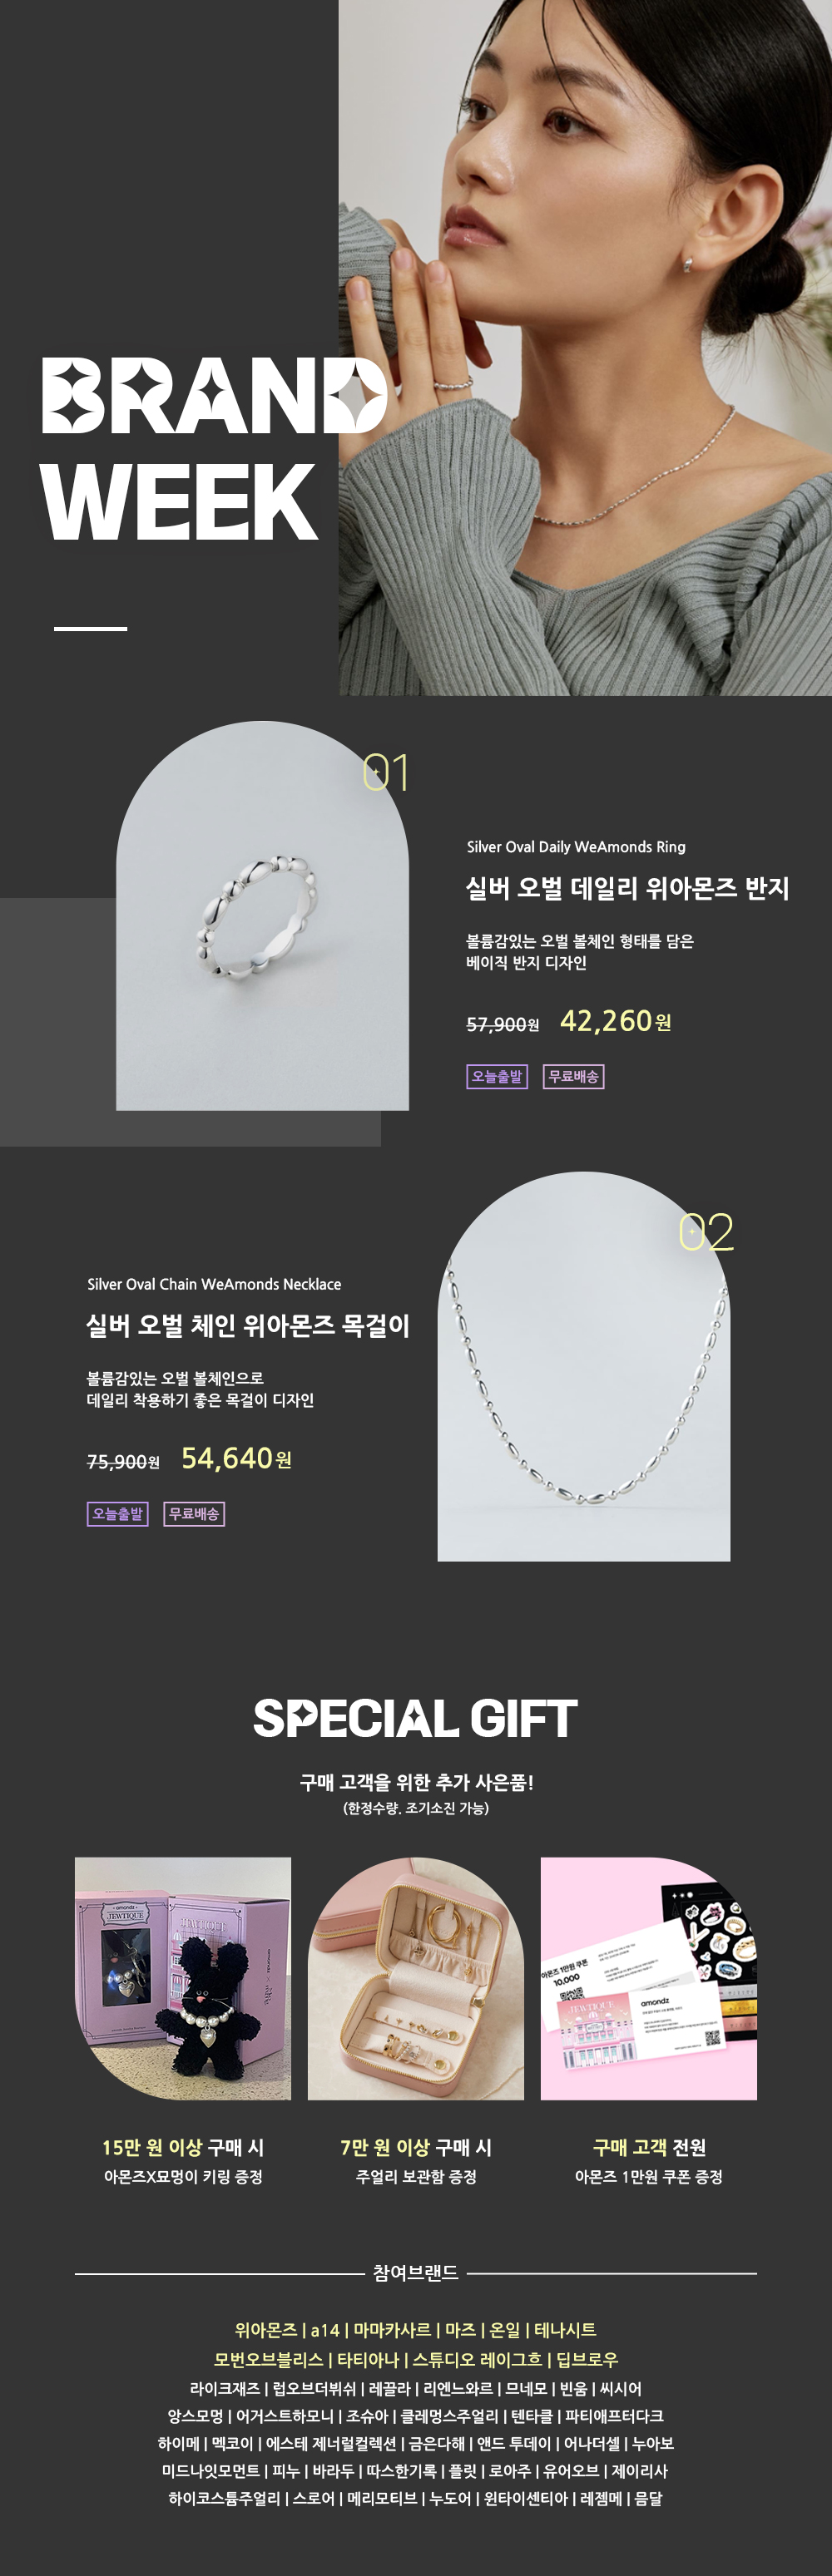 BRAND
WEEK
01
Silver Oval Daily WeAmonds Ring
실버 오벌 데일리 위아몬즈 반지
볼륨감있는 오벌 볼체인 형태를 담은
베이직 반지 디자인
57,900원 42,260원
오늘출발 무료배송
02
Silver Oval Chain WeAmonds Necklace
실버 오벌 체인 위아몬즈 목걸이
볼륨감있는 오벌 볼체인으로
데일리 착용하기 좋은 목걸이 디자인
75,900원 54,640원
오늘출발 무료배송
SPECIAL GIFT
구매 고객을 위한 추가 사은품!
(한정수량. 조기소진 가능)
amondz
JEWTIQUE
JEWTIQUE
아몬즈 1만원 쿠폰
10,000
JEWTIQUE
amondz
15만 원 이상 구매 시
아몬즈X묘멍이 키링 증정
7만 원 이상 구매 시
주얼리 보관함 증정
구매 고객 전원
아몬즈 1만원 쿠폰 증정
참여브랜드
위아몬즈 | a14 | 마마카사르 | 마즈 | 온일 | 테나시트
모번오브블리스 | 타티아나 | 스튜디오 레이그흐 | 딥브로우
라이크재즈 | 럽오브더뷔쉬 | 레끌라 | 리엔느와르 | 므네모 | 빈움 | 씨시어
앙스모멍 | 어거스트하모니 | 조슈아 | 클레멍스주얼리 | 텐타클 | 파티애프터다크
하이메 | 멕코이 | 에스테 제너럴컬렉션 | 금은다해 | 앤드 투데이 | 어나더셀 | 누아보
미드나잇모먼트 | 피누 | 바라두 | 따스한기록 | 플릿 | 로아주 | 유어오브 | 제이리사
하이코스튬주얼리 | 스로어 | 메리모티브 | 누도어 | 윈타이센티아 | 레젬메 | 믐달